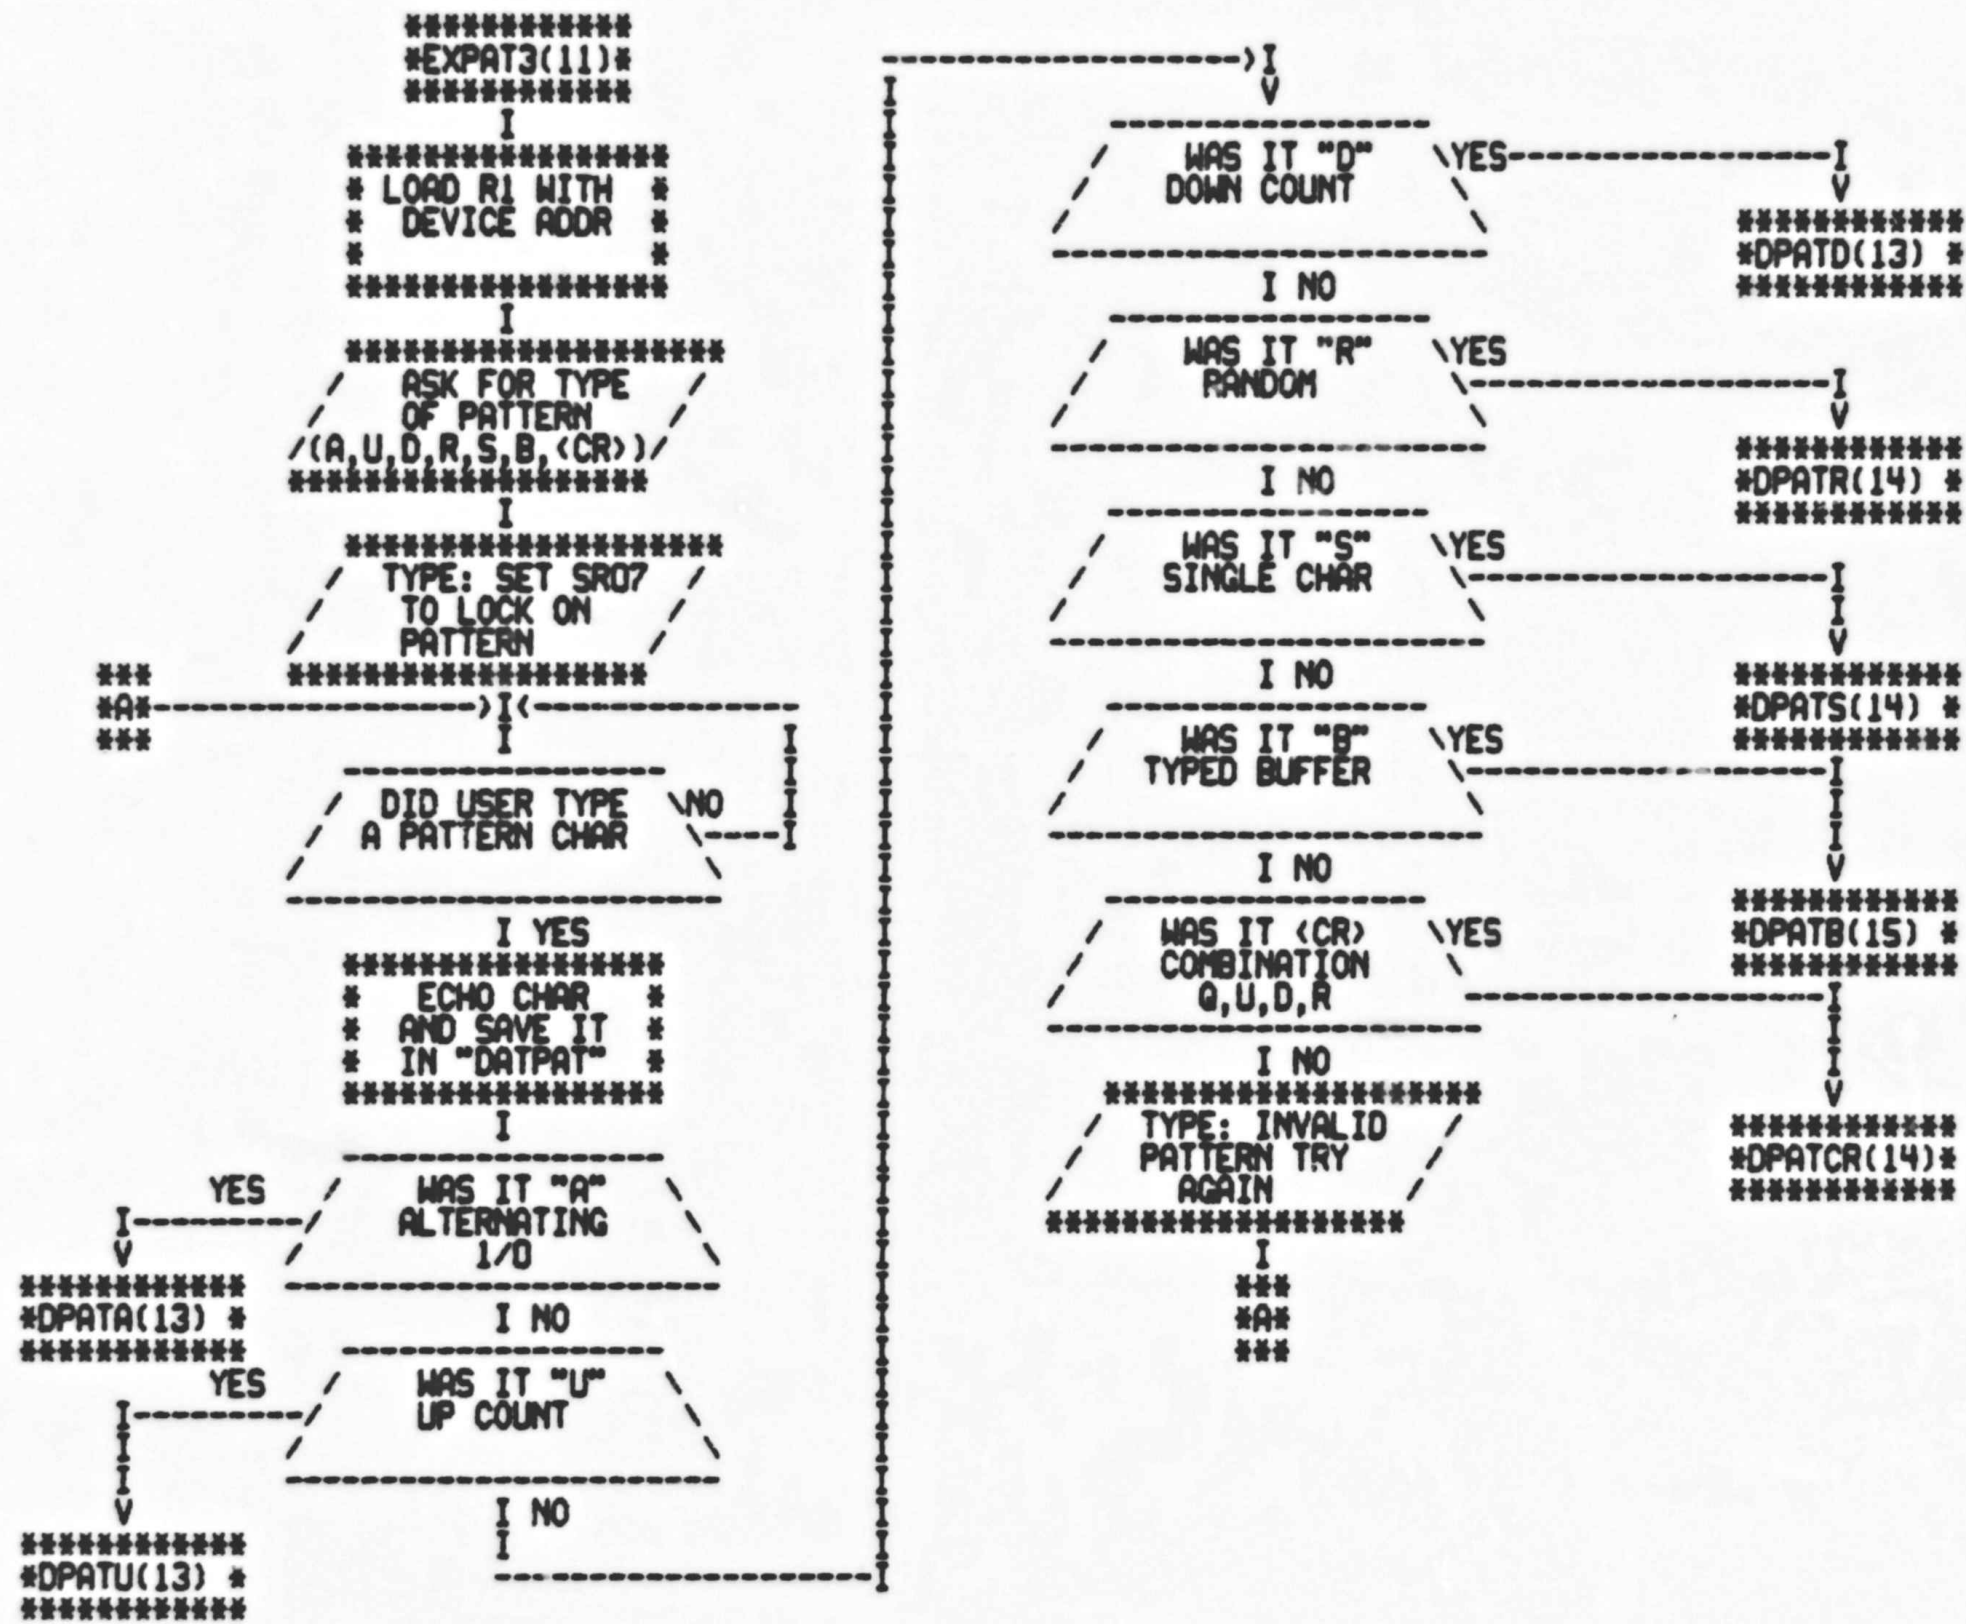 ************
*EXPAT3(11)*
************
I
*****************
* LOAD R1 WITH *
* DEVICE ADDR *
* *
*****************
I
********************
/ ASK FOR TYPE /
/ OF PATTERN /
/(A,U,D,R,S,B,<CR>)/
*******************
I
********************
/ TYPE: SET SR07 /
/ TO LOCK ON /
/ PATTERN /
*******************
***
*A*------------------>I<---------------
***
I
/ DID USER TYPE \NO
/ A PATTERN CHAR \----I
I YES
*****************
* ECHO CHAR *
* AND SAVE IT *
* IN "DATPAT" *
*****************
I
YES / WAS IT "A" \
I---------/ ALTERNATING \
V / 1/0 \
************
*DPATA(13) *
************
I NO
YES / WAS IT "U" \
I---------/ UP COUNT \
I
I
V
************
*DPATU(13) *
************
I NO
I
--------------------I
-------------------->I
V
/ WAS IT "D" \YES------------------I
/ DOWN COUNT \ V
************
*DPATD(13) *
************
I NO
/ WAS IT "R" \YES
/ RANDOM \-------------------I
V
************
*DPATR(14) *
************
I NO
/ WAS IT "S" \YES
/ SINGLE CHAR \-------------------I
I
V
************
*DPATS(14) *
************
I NO
/ WAS IT "B" \YES
/ TYPED BUFFER \-------------------I
I
I
V
************
*DPATB(15) *
************
I NO
/ WAS IT <CR> \YES
/ COMBINATION \
/ Q,U,D,R -------------------I
I
I
V
************
*DPATCR(14)*
************
I NO
********************
/ TYPE: INVALID /
/ PATTERN TRY /
/ AGAIN /
*******************
I
***
*A*
***